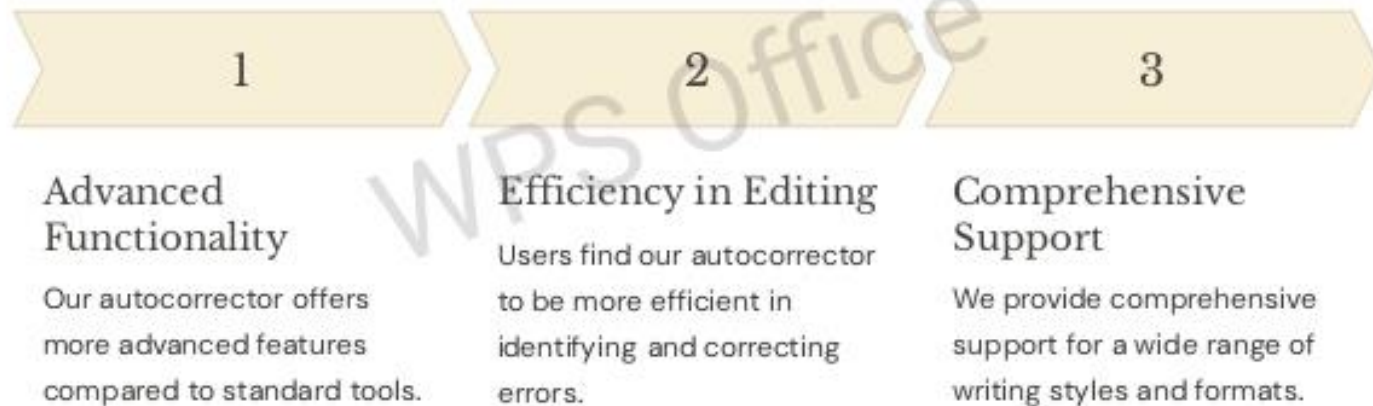 1
2
3
WPS Office
Advanced
Functionality
Our autocorrector offers
more advanced features
compared to standard tools.
Efficiency in Editing
Users find our autocorrector
to be more efficient in
identifying and correcting
errors.
Comprehensive
Support
We provide comprehensive
support for a wide range of
writing styles and formats.